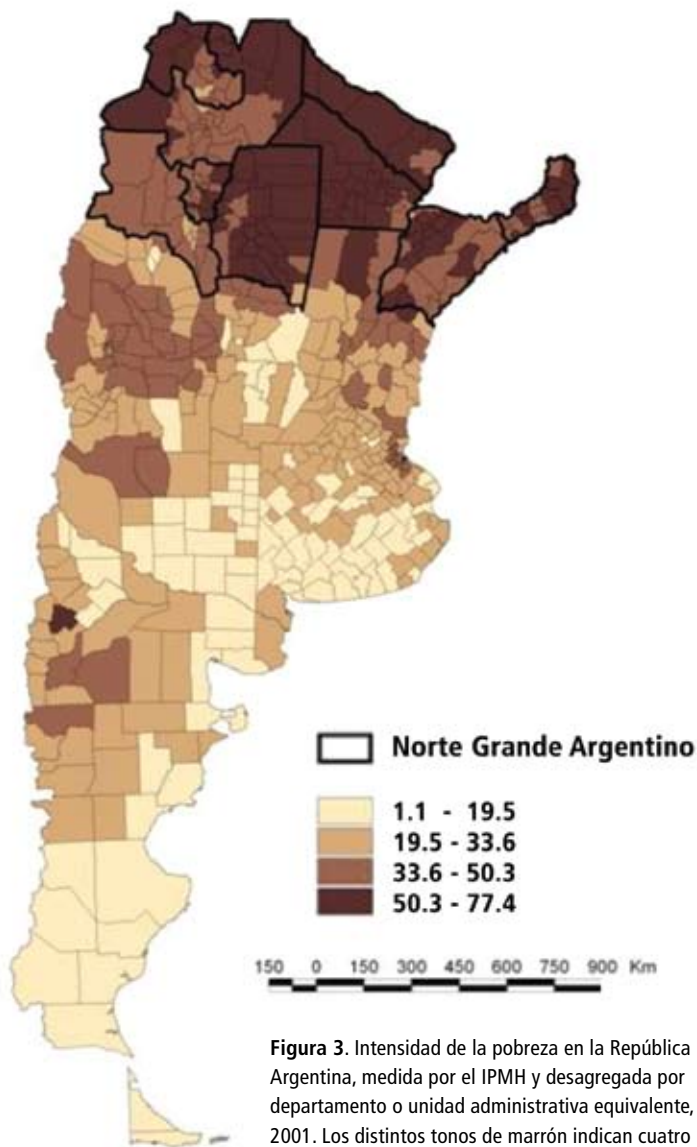 Norte Grande Argentino
1.1 - 19.5
19.5 - 33.6
33.6 - 50.3
50.3 - 77.4
150 0 150 300 450 600 750 900 Km
Figura 3. Intensidad de la pobreza en la República
Argentina, medida por el IPMH y desagregada por
departamento o unidad administrativa equivalente,
2001. Los distintos tonos de marrón indican cuatro